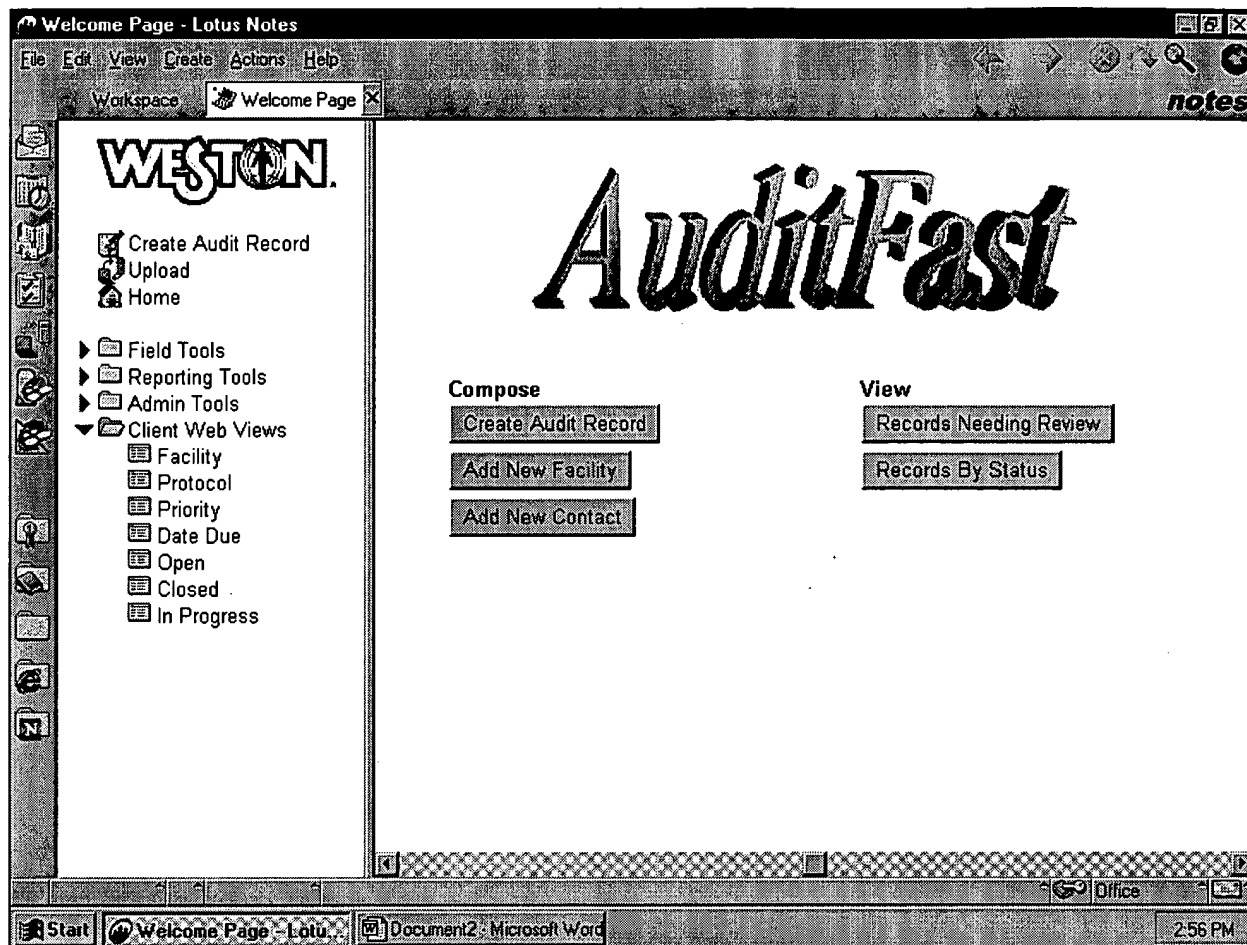 Welcome Page - Lotus Notes
File Edit View Create Actions Help
Workspace Welcome Page
notes
WESTON.
Create Audit Record
Upload
Home
Field Tools
Reporting Tools
Admin Tools
Client Web Views
Facility
Protocol
Priority
Date Due
Open
Closed
In Progress
AuditFast
Compose
Create Audit Record
Add New Facility
Add New Contact
View
Records Needing Review
Records By Status
Office
Start Welcome Page - Lotu... Document2 - Microsoft Word 2:56 PM